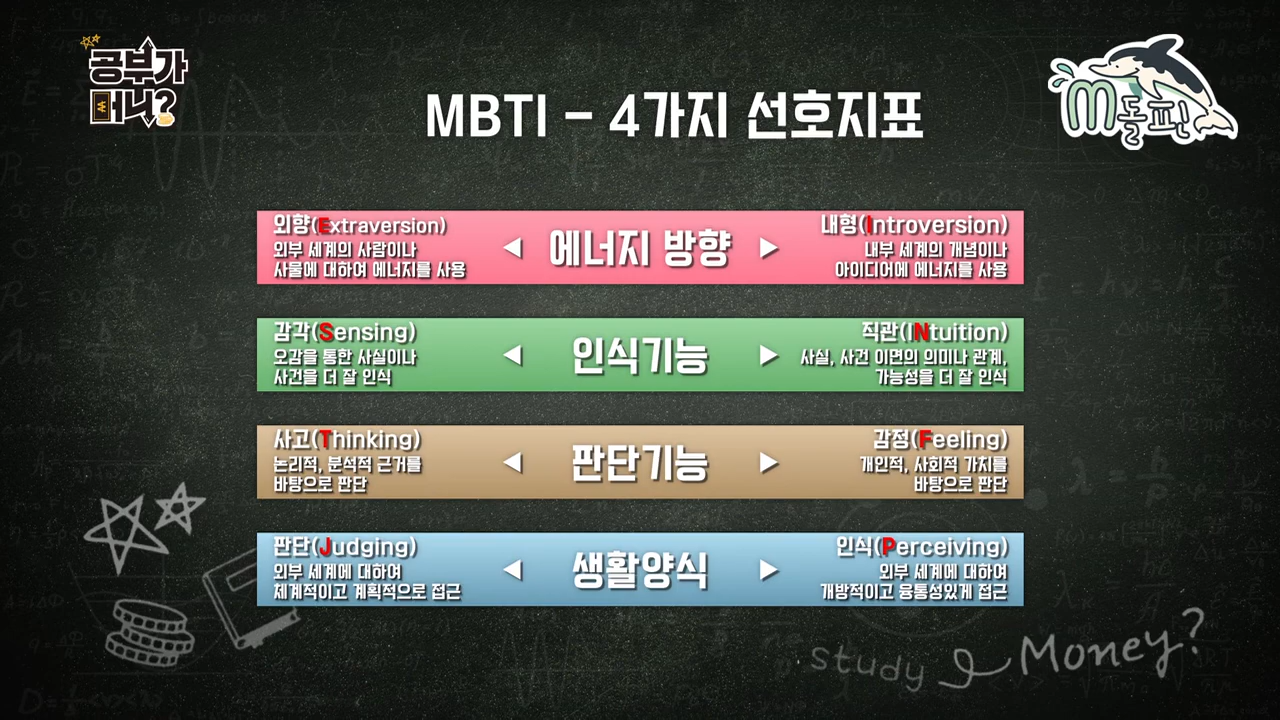 공부가
머니?
M돌핀
MBTI - 4가지 선호지표
외향(Extraversion)
외부 세계의 사람이나
사물에 대하여 에너지를 사용
◀ 에너지 방향 ▶
내형(Introversion)
내부 세계의 개념이나
아이디어에 에너지를 사용
감각(Sensing)
오감을 통한 사실이나
사건을 더 잘 인식
◀ 인식기능 ▶
직관(INtuition)
사실, 사건 이면의 의미나 관계,
가능성을 더 잘 인식
사고(Thinking)
논리적, 분석적 근거를
바탕으로 판단
◀ 판단기능 ▶
감정(Feeling)
개인적, 사회적 가치를
바탕으로 판단
판단(Judging)
외부 세계에 대하여
체계적이고 계획적으로 접근
◀ 생활양식 ▶
인식(Perceiving)
외부 세계에 대하여
개방적이고 융통성있게 접근
study Money?